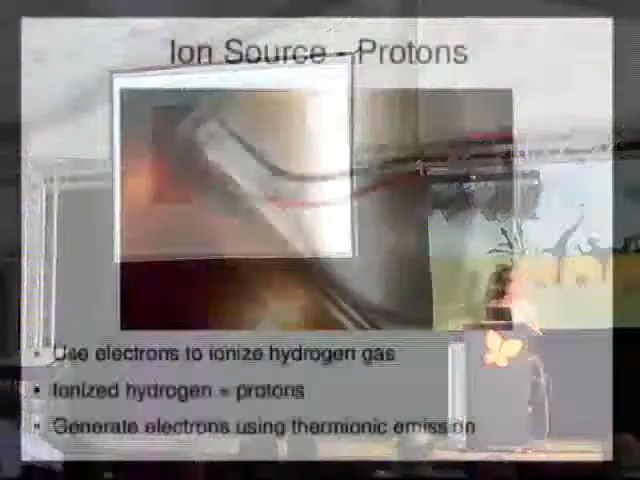 Ion Source - Protons
• Use electrons to ionize hydrogen gas
• Ionized hydrogen = protons
• Generate electrons using thermionic emission